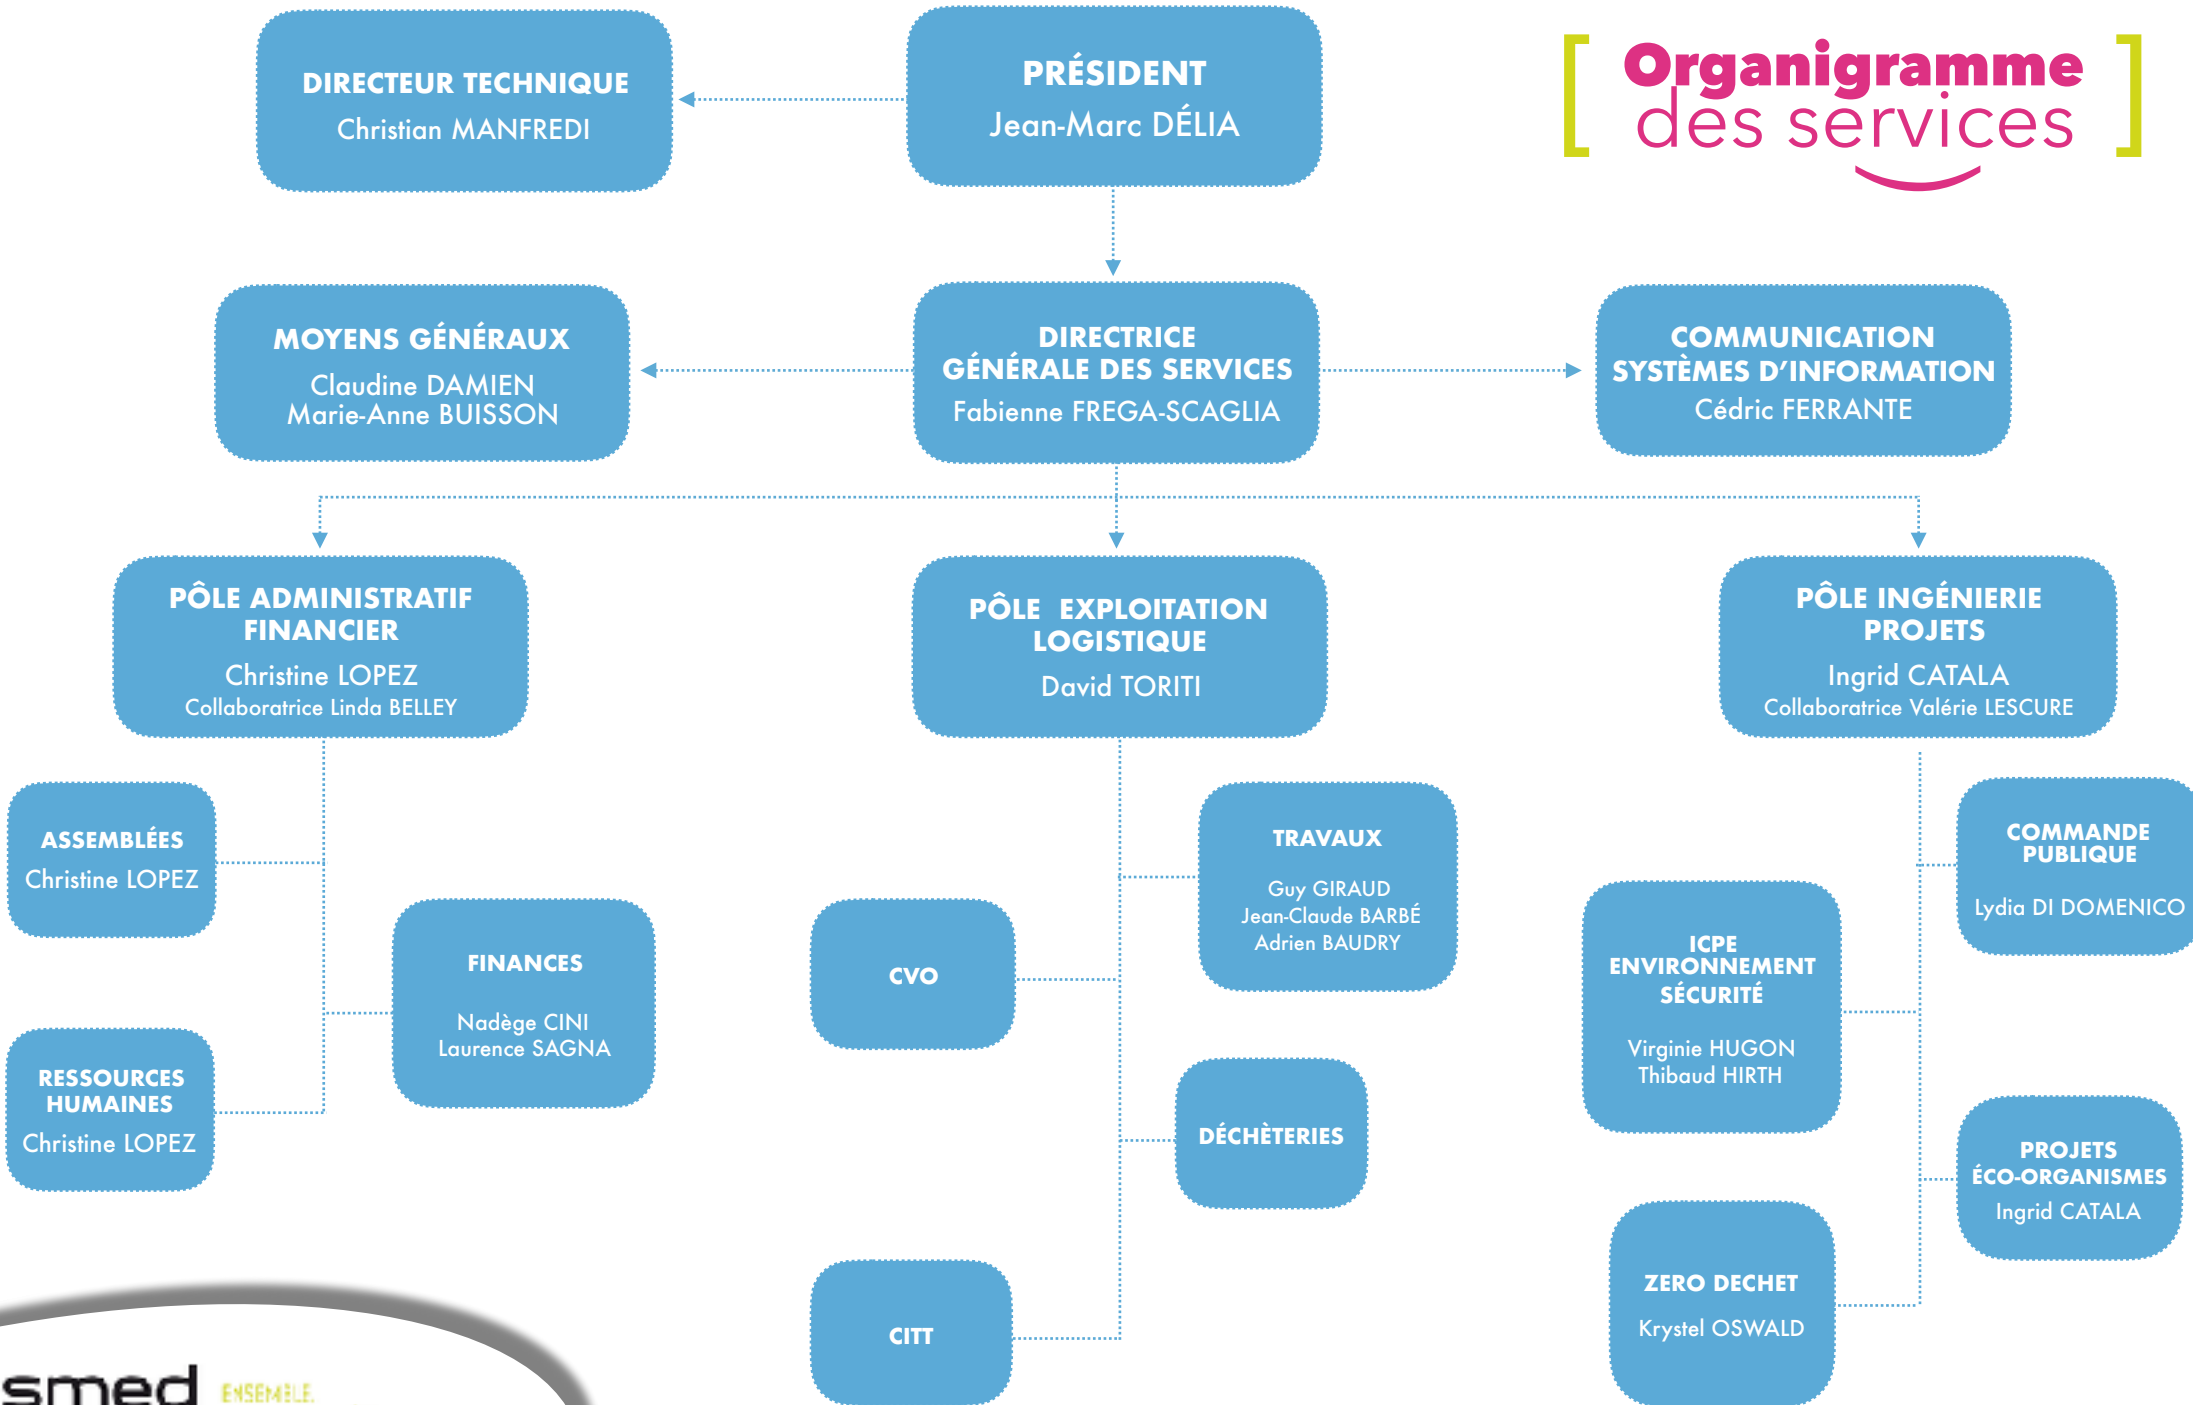 Organigramme
des services
DIRECTEUR TECHNIQUE
Christian MANFREDI
PRÉSIDENT
Jean-Marc DÉLIA
MOYENS GÉNÉRAUX
Claudine DAMIEN
Marie-Anne BUISSON
DIRECTRICE
GÉNÉRALE DES SERVICES
Fabienne FREGA-SCAGLIA
COMMUNICATION
SYSTÈMES D'INFORMATION
Cédric FERRANTE
PÔLE ADMINISTRATIF
FINANCIER
Christine LOPEZ
Collaboratrice Linda BELLEY
PÔLE EXPLOITATION
LOGISTIQUE
David TORITI
PÔLE INGÉNIERIE
PROJETS
Ingrid CATALA
Collaboratrice Valérie LESCURE
ASSEMBLÉES
Christine LOPEZ
FINANCES
Nadège CINI
Laurence SAGNA
RESSOURCES
HUMAINES
Christine LOPEZ
TRAVAUX
Guy GIRAUD
Jean-Claude BARBÉ
Adrien BAUDRY
CVO
DÉCHÈTERIES
CITT
COMMANDE
PUBLIQUE
Lydia DI DOMENICO
ICPE
ENVIRONNEMENT
SÉCURITÉ
Virginie HUGON
Thibaud HIRTH
PROJETS
ÉCO-ORGANISMES
Ingrid CATALA
ZERO DECHET
Krystel OSWALD
smed
ENSEMBLE.